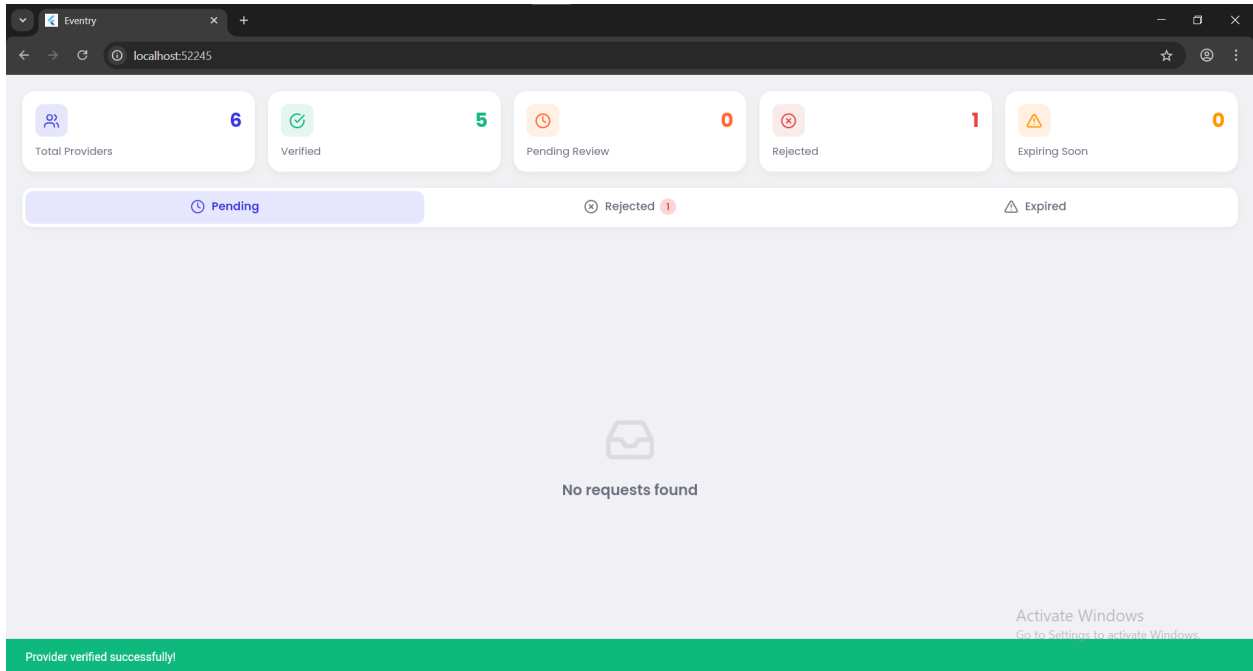 Eventry
localhost:52245
6
Total Providers
5
Verified
0
Pending Review
1
Rejected
0
Expiring Soon
Pending
Rejected 1
Expired
No requests found
Activate Windows
Go to Settings to activate Windows.
Provider verified successfully!